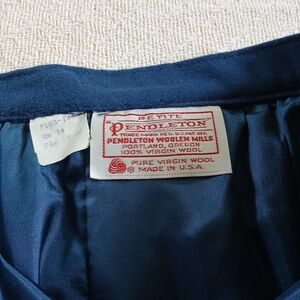 PETITE
PENDLETON
TRADE MARK REG. U.S. PAT. OFF.
PENDLETON WOOLEN MILLS
PORTLAND, OREGON
100% VIRGIN WOOL
PURE VIRGIN WOOL
MADE IN U.S.A.
14